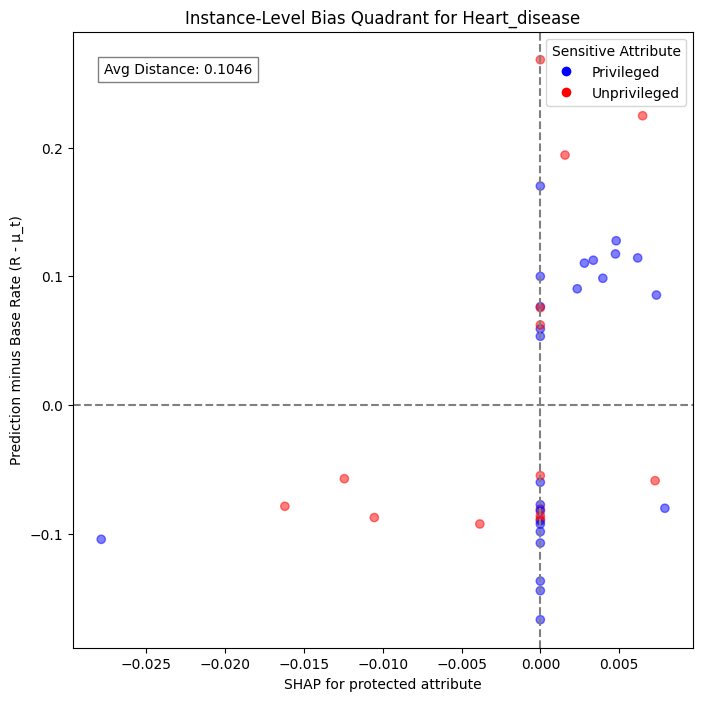 Instance-Level Bias Quadrant for Heart_disease
Avg Distance: 0.1046
Sensitive Attribute
Privileged
Unprivileged
Prediction minus Base Rate (R - μ_t)
0.2
0.1
0.0
−0.1
−0.025
−0.020
−0.015
−0.010
−0.005
0.000
0.005
SHAP for protected attribute